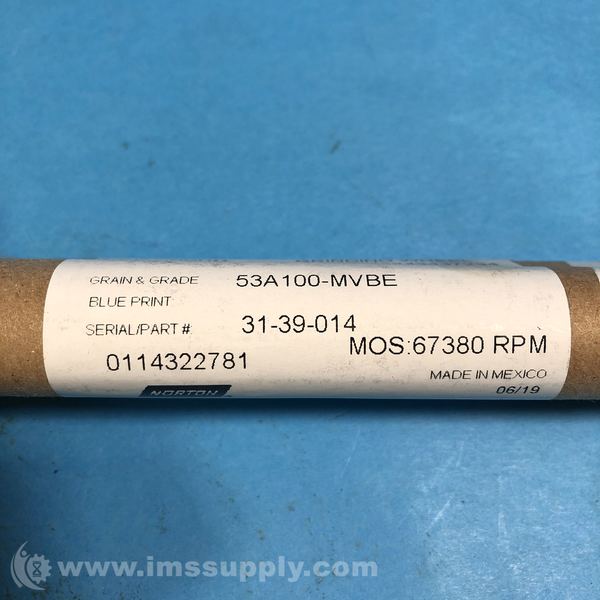 GRAIN & GRADE 53A100-MVBE
BLUE PRINT
SERIAL/PART #: 31-39-014
MOS:67380 RPM
0114322781
MADE IN MEXICO
NORTON
06/19
www.imssupply.com